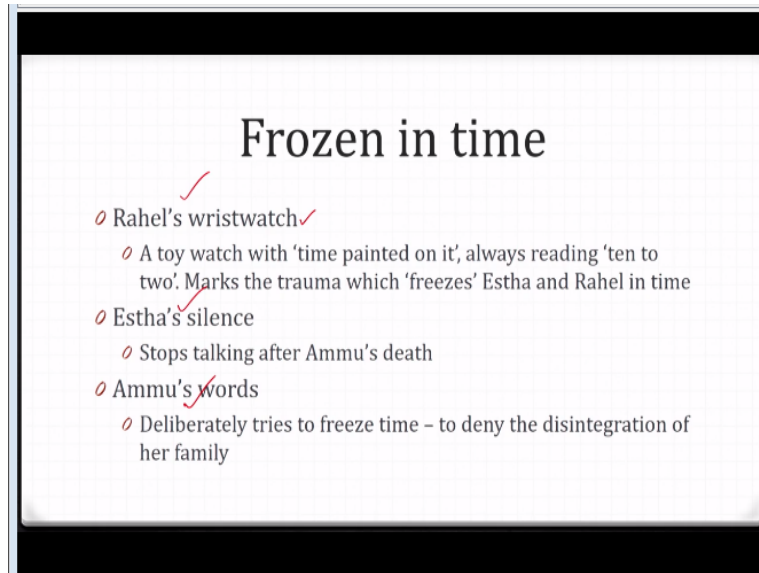 Frozen in time
Rahel's wristwatch
A toy watch with 'time painted on it', always reading 'ten to
two'. Marks the trauma which 'freezes' Estha and Rahel in time
Estha's silence
Stops talking after Ammu's death
Ammu's words
Deliberately tries to freeze time – to deny the disintegration of
her family